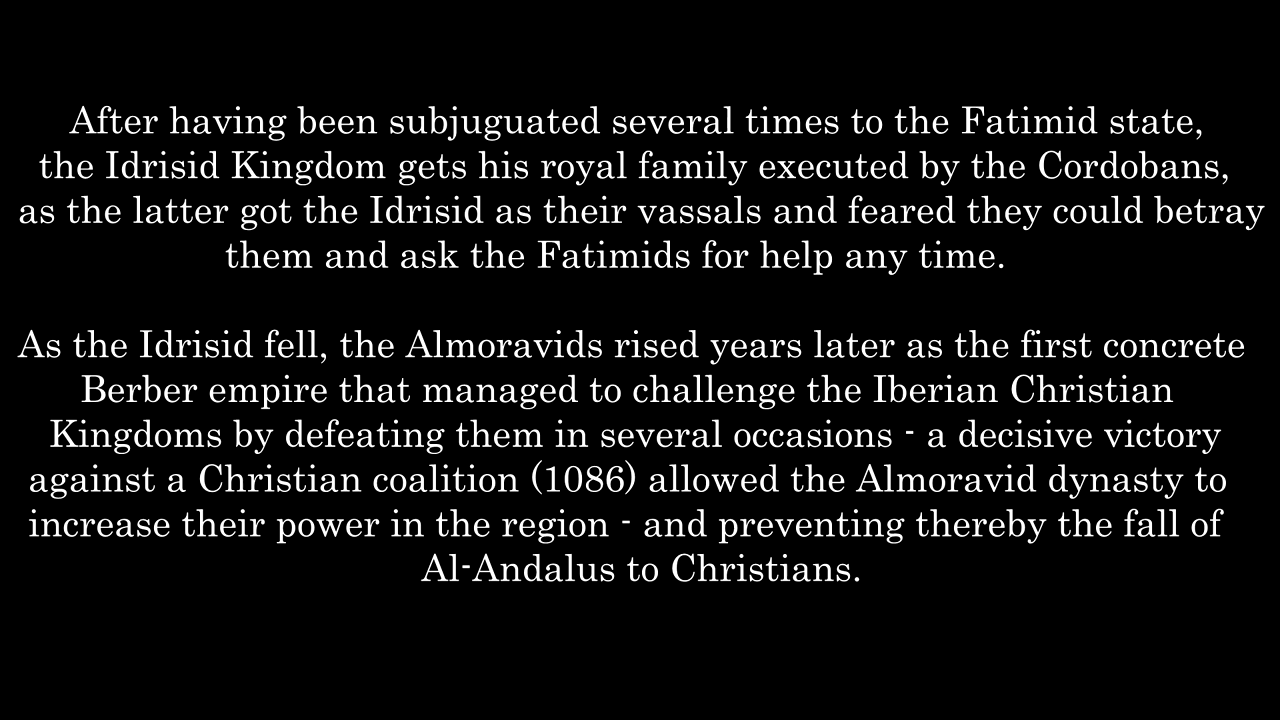 After having been subjuguated several times to the Fatimid state,
the Idrisid Kingdom gets his royal family executed by the Cordobans,
as the latter got the Idrisid as their vassals and feared they could betray
them and ask the Fatimids for help any time.
As the Idrisid fell, the Almoravids rised years later as the first concrete
Berber empire that managed to challenge the Iberian Christian
Kingdoms by defeating them in several occasions - a decisive victory
against a Christian coalition (1086) allowed the Almoravid dynasty to
increase their power in the region - and preventing thereby the fall of
Al-Andalus to Christians.